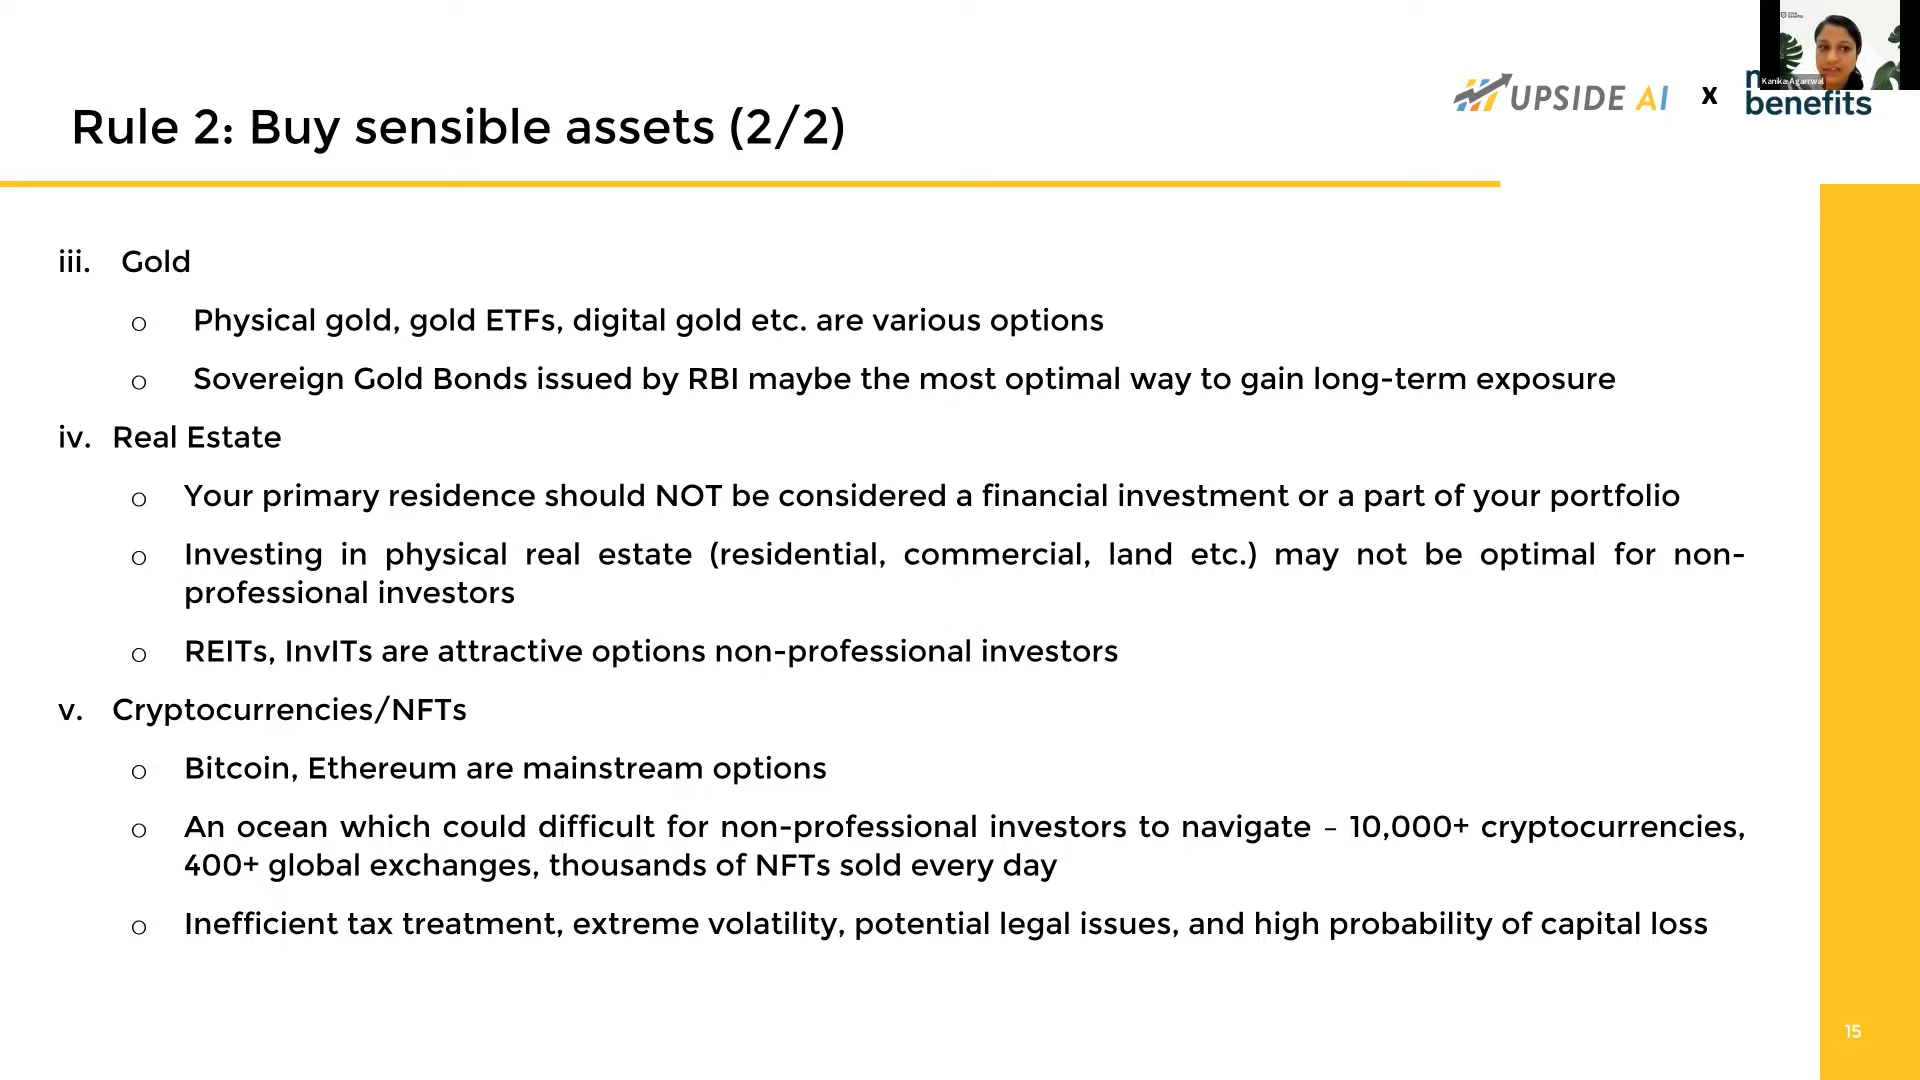 Kanika Agarrwal
UPSIDE AI x
benefits
Rule 2: Buy sensible assets (2/2)
iii. Gold
o Physical gold, gold ETFs, digital gold etc. are various options
o Sovereign Gold Bonds issued by RBI maybe the most optimal way to gain long-term exposure
iv. Real Estate
o Your primary residence should NOT be considered a financial investment or a part of your portfolio
o Investing in physical real estate (residential, commercial, land etc.) may not be optimal for non-
professional investors
o REITs, InvITs are attractive options non-professional investors
v. Cryptocurrencies/NFTs
o Bitcoin, Ethereum are mainstream options
o An ocean which could difficult for non-professional investors to navigate – 10,000+ cryptocurrencies,
400+ global exchanges, thousands of NFTs sold every day
o Inefficient tax treatment, extreme volatility, potential legal issues, and high probability of capital loss
15